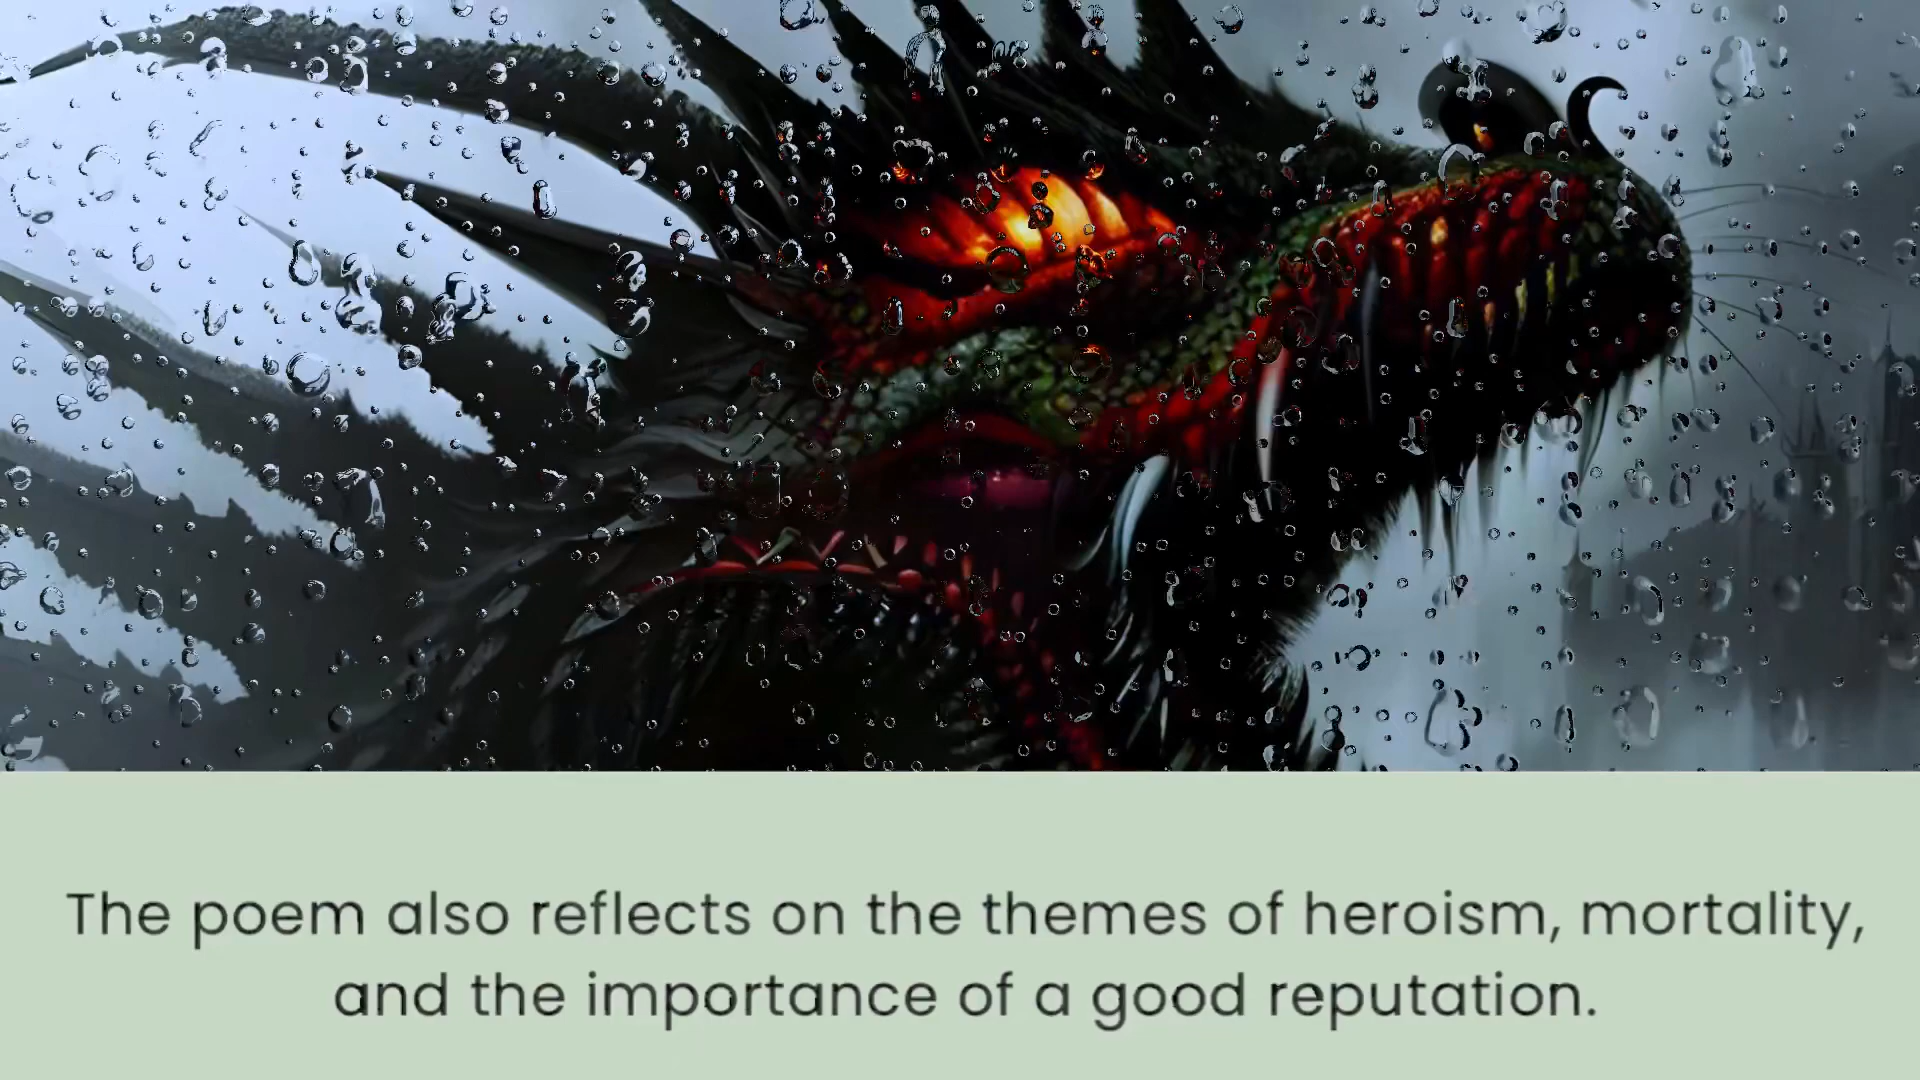 The poem also reflects on the themes of heroism, mortality,
and the importance of a good reputation.